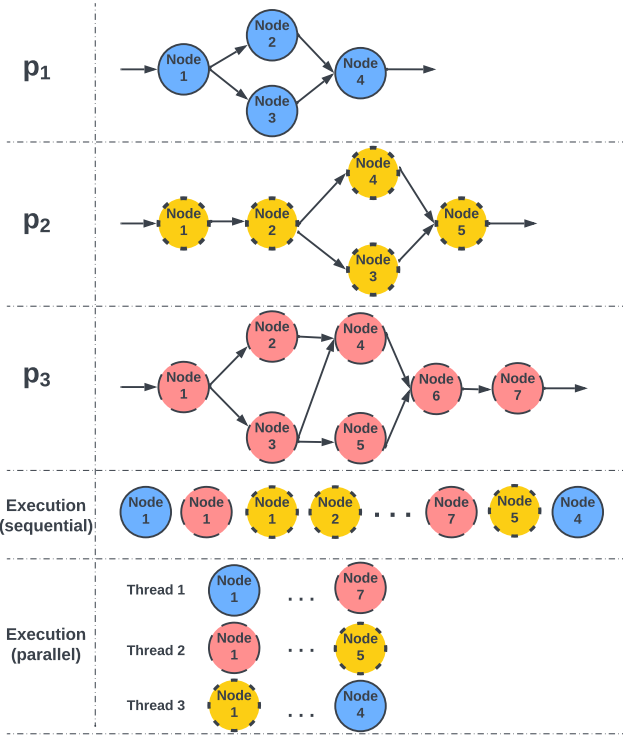 p1
Node
1
Node
2
Node
3
Node
4
p2
Node
1
Node
2
Node
4
Node
3
Node
5
p3
Node
1
Node
2
Node
3
Node
4
Node
5
Node
6
Node
7
Execution
(sequential)
Node
1
Node
1
Node
1
Node
2
...
Node
7
Node
5
Node
4
Execution
(parallel)
Thread 1
Node
1
...
Node
7
Thread 2
Node
1
...
Node
5
Thread 3
Node
1
...
Node
4